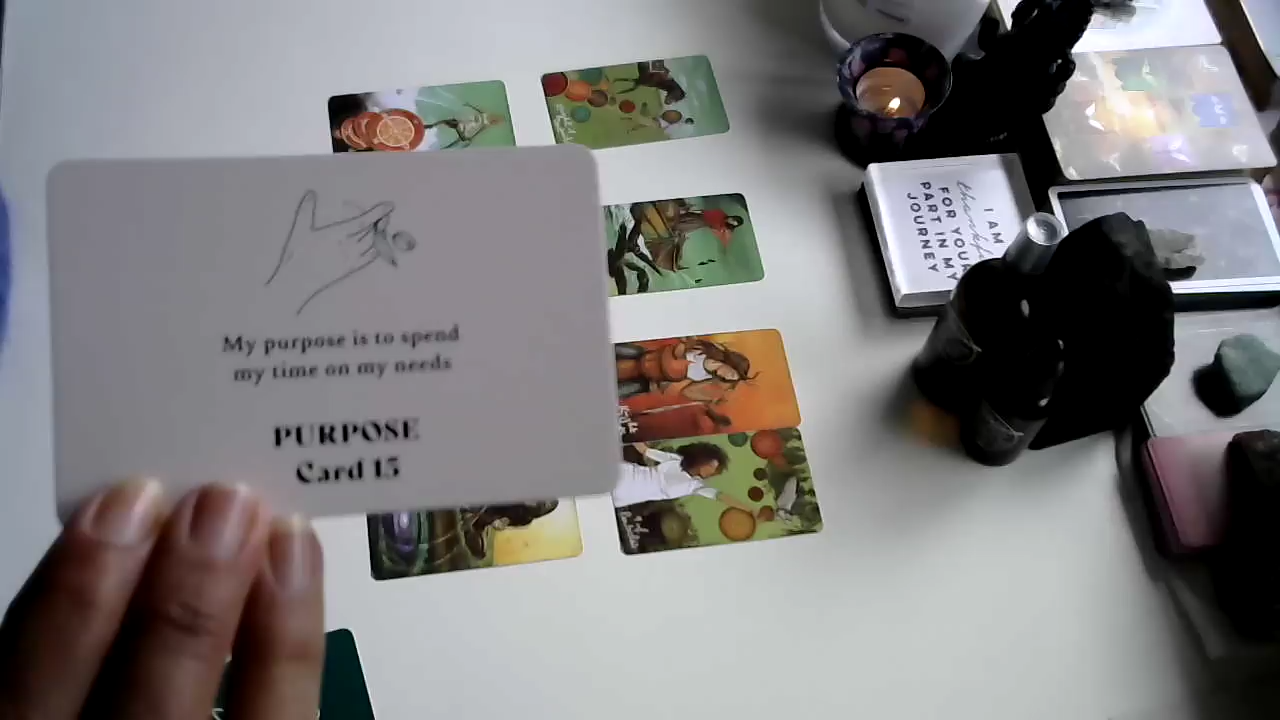 My purpose is to spend
my time on my needs
PURPOSE
Card 15
I AM
thankful
FOR YOUR
PART IN MY
JOURNEY